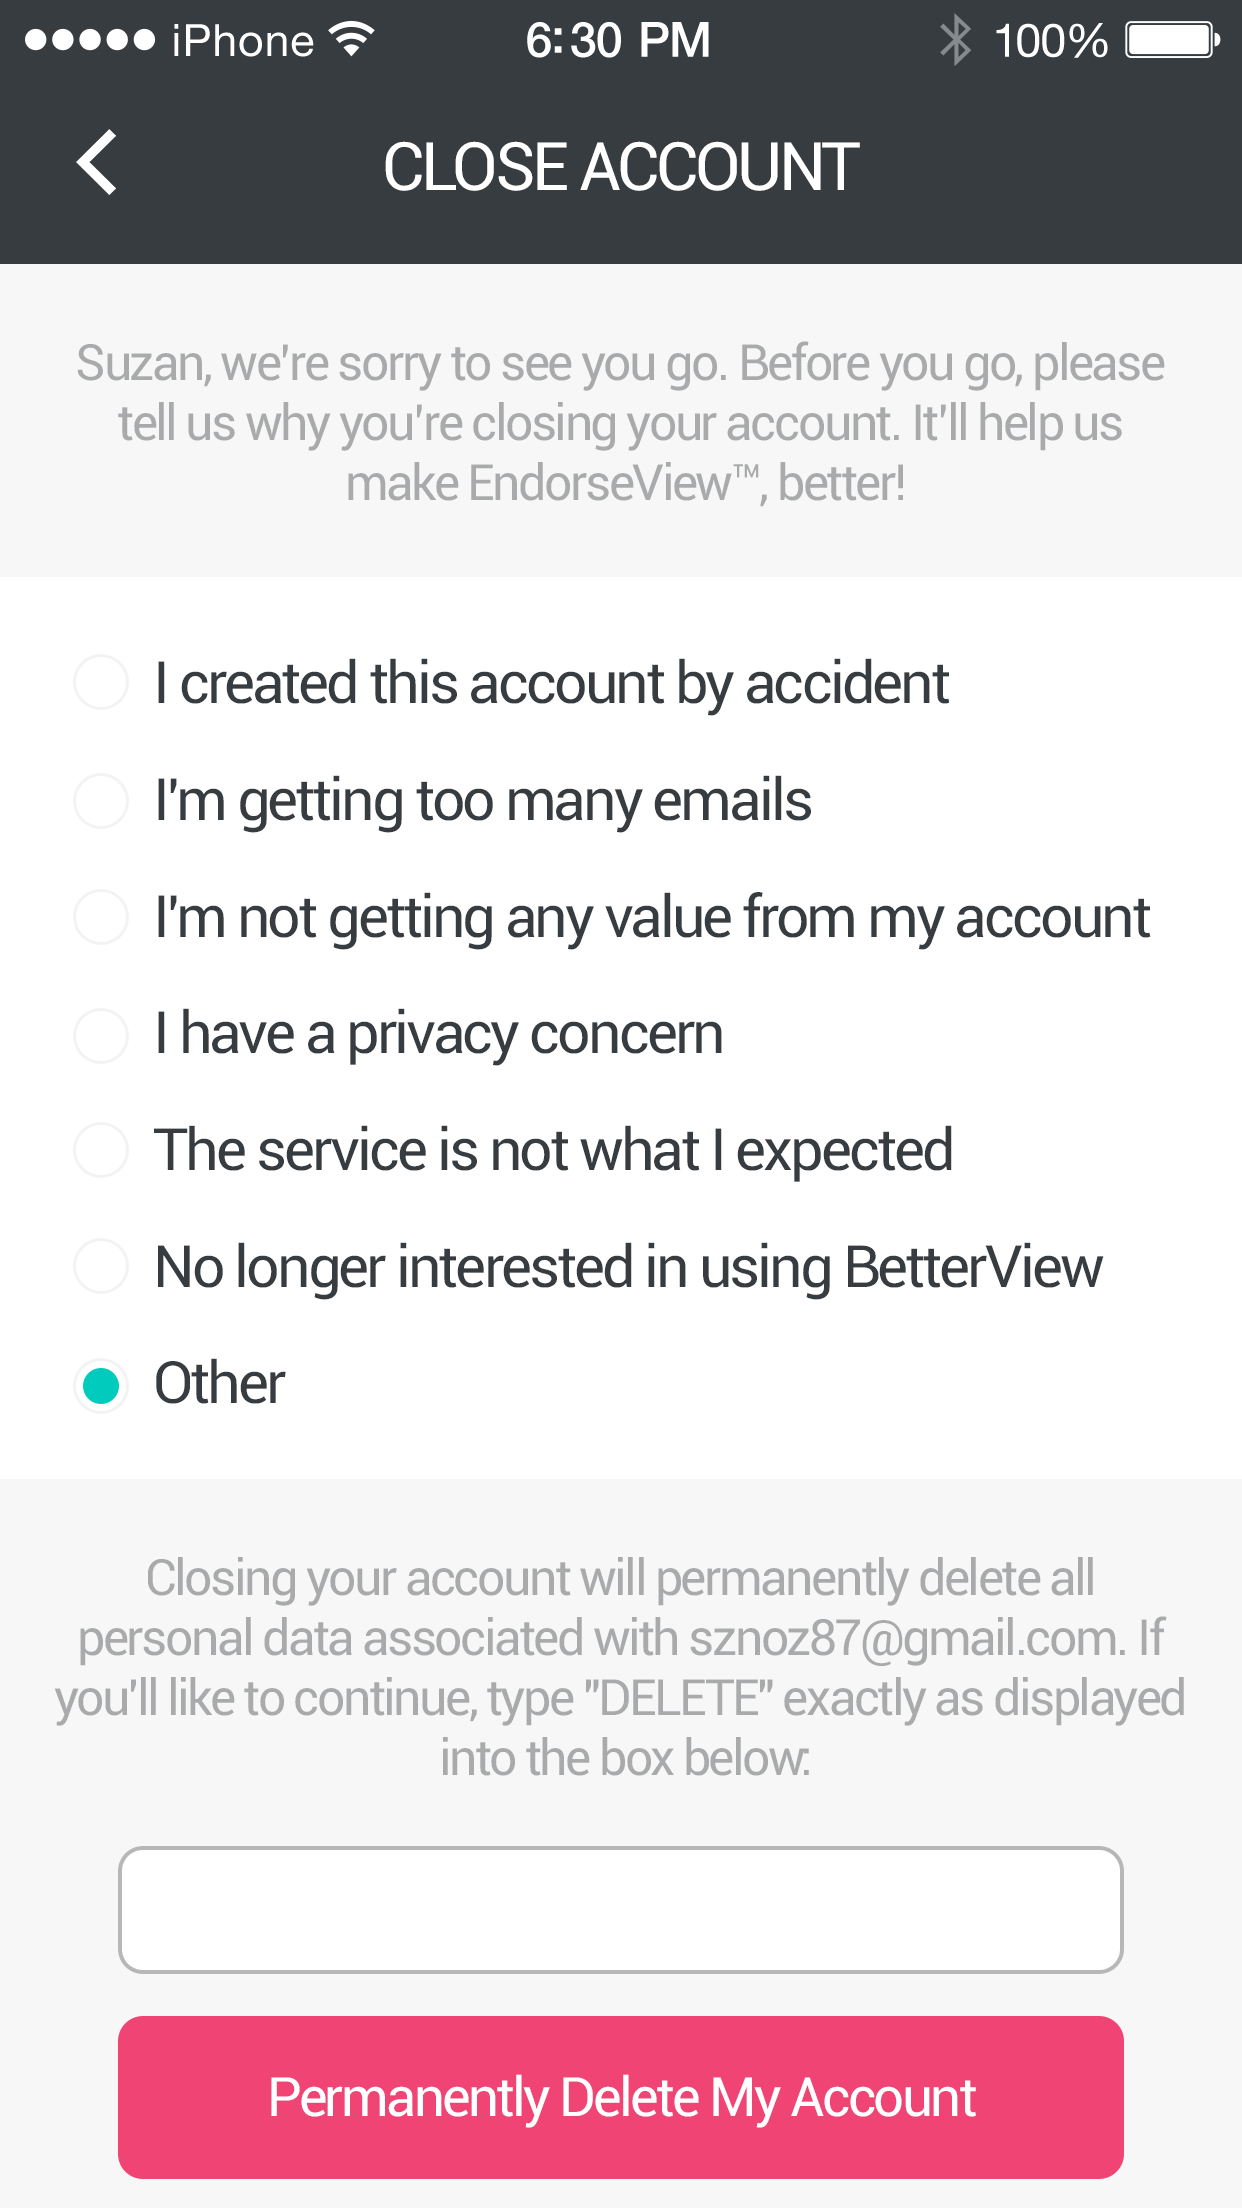 iPhone 6:30 PM 100%
CLOSE ACCOUNT
Suzan, we're sorry to see you go. Before you go, please
tell us why you're closing your account. It'll help us
make EndorseView™, better!
I created this account by accident
I'm getting too many emails
I'm not getting any value from my account
I have a privacy concern
The service is not what I expected
No longer interested in using BetterView
Other
Closing your account will permanently delete all
personal data associated with sznoz87@gmail.com. If
you'll like to continue, type "DELETE" exactly as displayed
into the box below:
Permanently Delete My Account